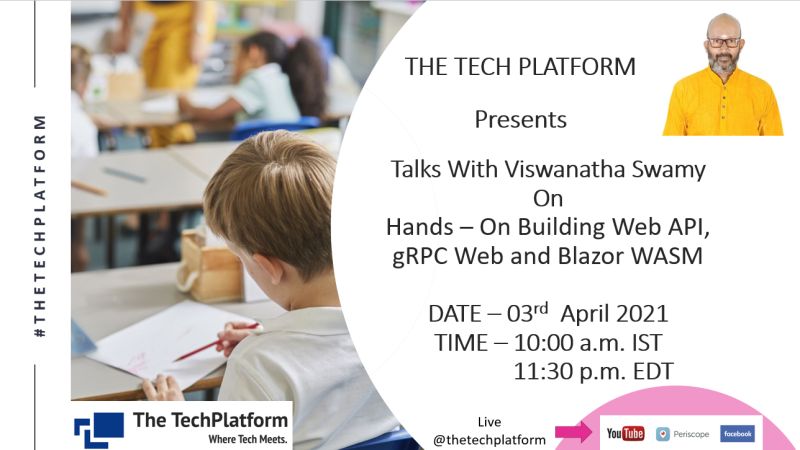 #THETECHPLATFORM
THE TECH PLATFORM
Presents
Talks With Viswanatha Swamy
On
Hands – On Building Web API,
gRPC Web and Blazor WASM
DATE – 03rd April 2021
TIME – 10:00 a.m. IST
11:30 p.m. EDT
The TechPlatform
Where Tech Meets.
Live
@thetechplatform
YouTube
Periscope
facebook